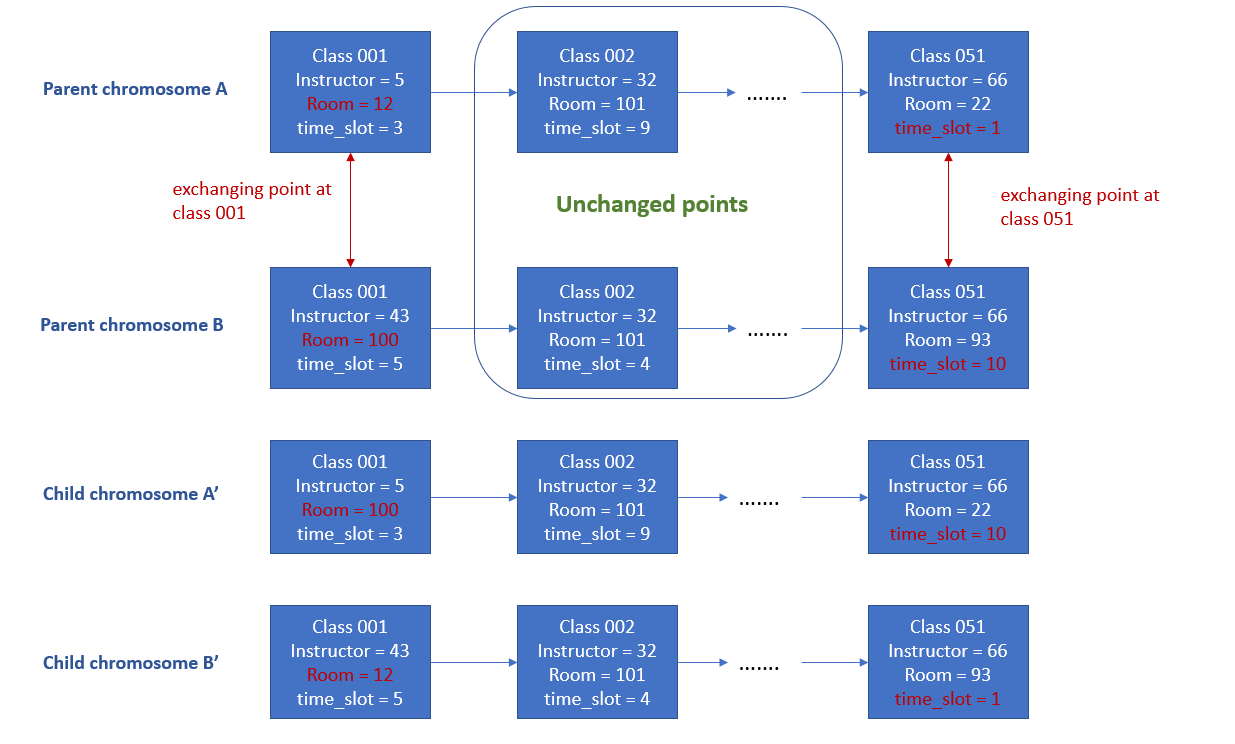 Parent chromosome A
Class 001
Instructor = 5
Room = 12
time_slot = 3
Class 002
Instructor = 32
Room = 101
time_slot = 9
.......
Class 051
Instructor = 66
Room = 22
time_slot = 1
exchanging point at
class 001
Unchanged points
exchanging point at
class 051
Parent chromosome B
Class 001
Instructor = 43
Room = 100
time_slot = 5
Class 002
Instructor = 32
Room = 101
time_slot = 4
.......
Class 051
Instructor = 66
Room = 93
time_slot = 10
Child chromosome A’
Class 001
Instructor = 5
Room = 100
time_slot = 3
Class 002
Instructor = 32
Room = 101
time_slot = 9
.......
Class 051
Instructor = 66
Room = 22
time_slot = 10
Child chromosome B’
Class 001
Instructor = 43
Room = 12
time_slot = 5
Class 002
Instructor = 32
Room = 101
time_slot = 4
.......
Class 051
Instructor = 66
Room = 93
time_slot = 1